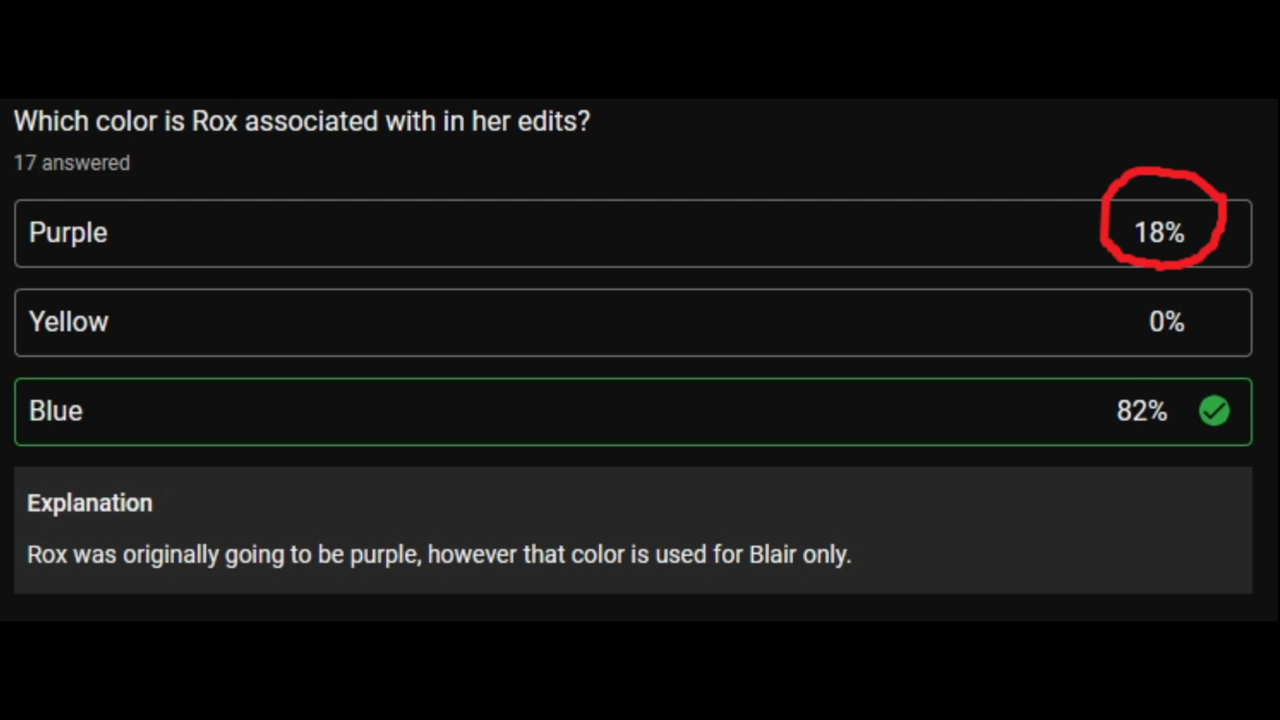 Which color is Rox associated with in her edits?
17 answered
Purple 18%
Yellow 0%
Blue 82%
Explanation
Rox was originally going to be purple, however that color is used for Blair only.